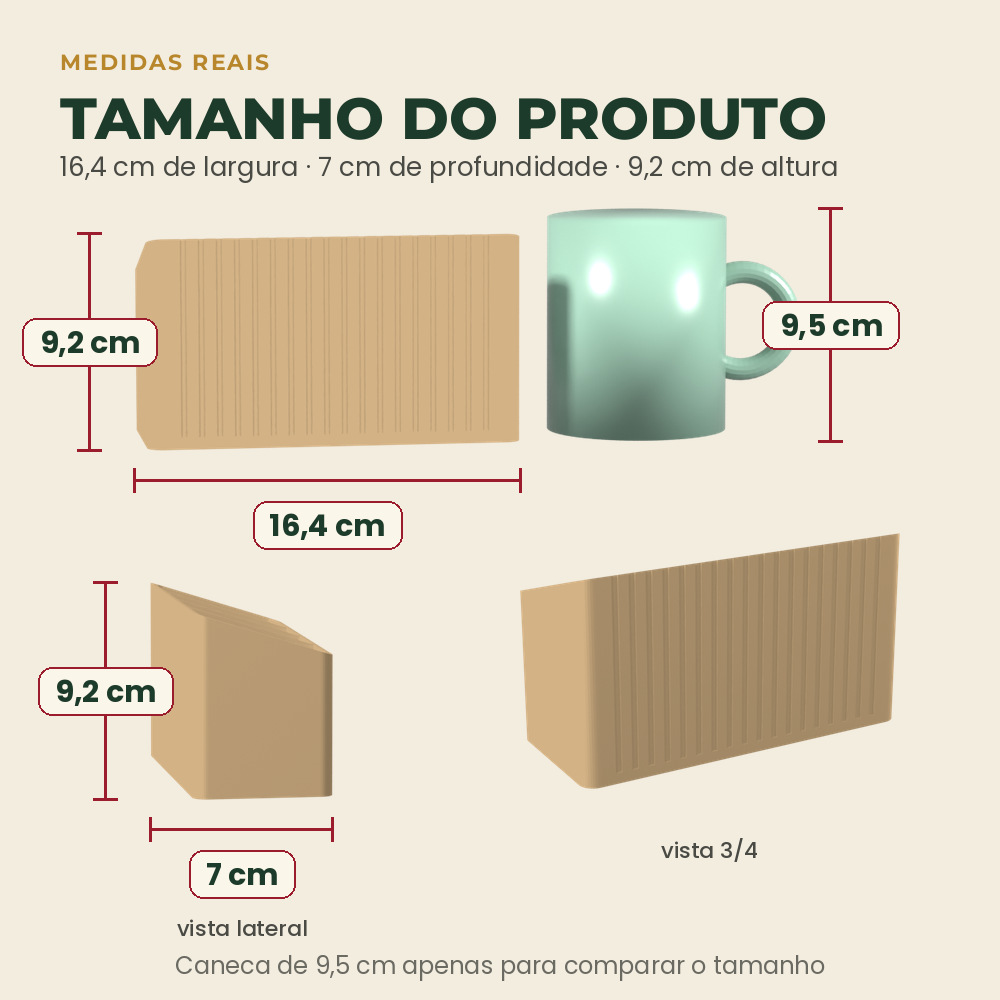 MEDIDAS REAIS
TAMANHO DO PRODUTO
16,4 cm de largura · 7 cm de profundidade · 9,2 cm de altura
9,2 cm
9,5 cm
16,4 cm
9,2 cm
7 cm
vista 3/4
vista lateral
Caneca de 9,5 cm apenas para comparar o tamanho